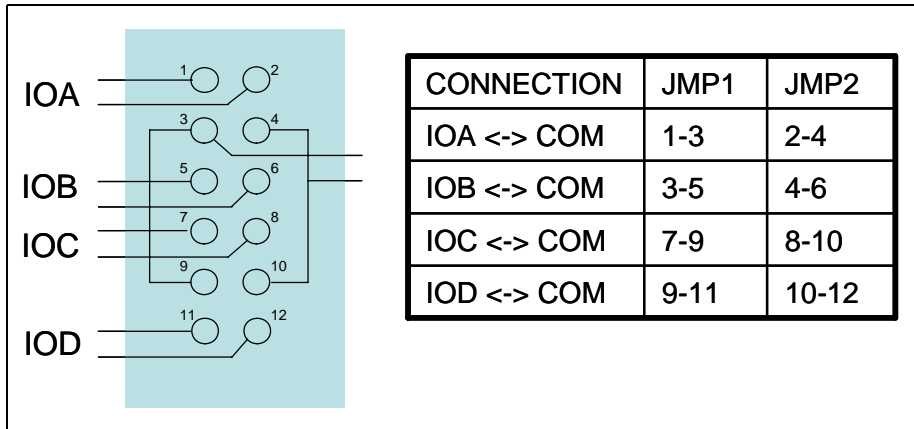 IOA
IOB
IOC
IOD
1 2
3 4
5 6
7 8
9 10
11 12
CONNECTION JMP1 JMP2
IOA <-> COM 1-3 2-4
IOB <-> COM 3-5 4-6
IOC <-> COM 7-9 8-10
IOD <-> COM 9-11 10-12